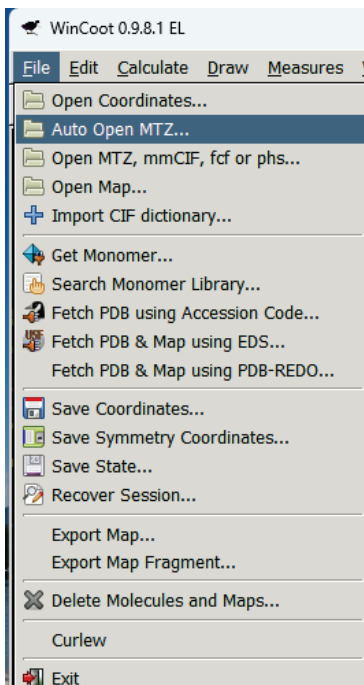 WinCoot 0.9.8.1 EL
File Edit Calculate Draw Measures
Open Coordinates...
Auto Open MTZ...
Open MTZ, mmCIF, fcf or phs...
Open Map...
Import CIF dictionary...
Get Monomer...
Search Monomer Library...
Fetch PDB using Accession Code...
Fetch PDB & Map using EDS...
Fetch PDB & Map using PDB-REDO...
Save Coordinates...
Save Symmetry Coordinates...
Save State...
Recover Session...
Export Map...
Export Map Fragment...
Delete Molecules and Maps...
Curlew
Exit